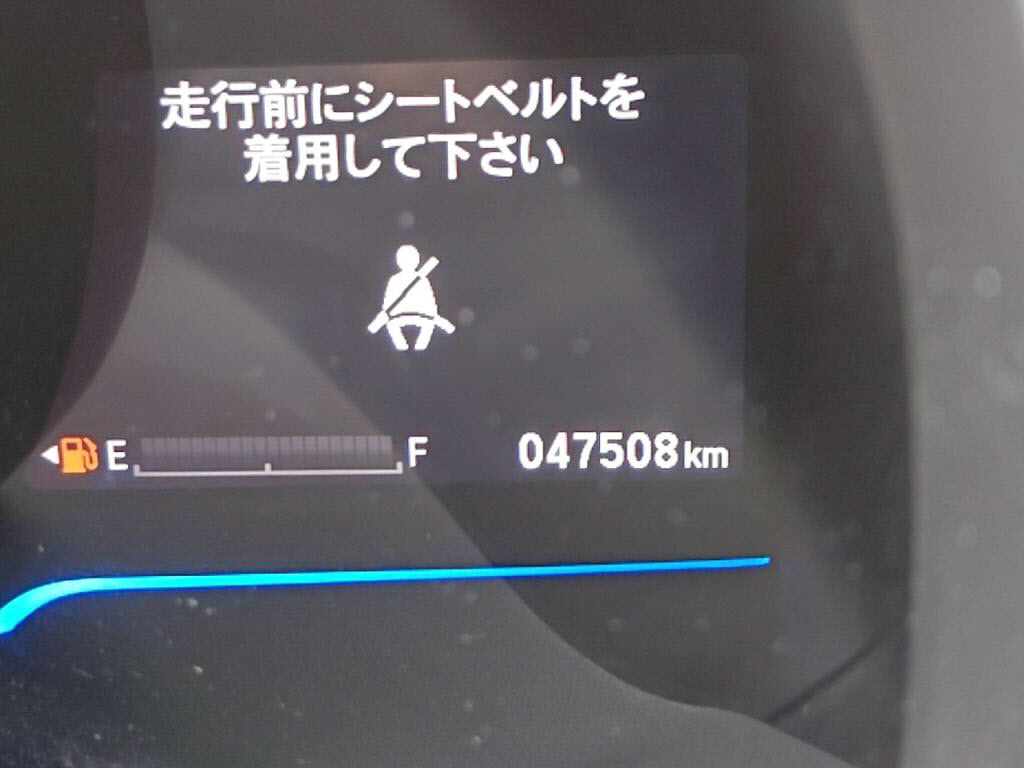 走行前にシートベルトを
着用して下さい
E F 047508km